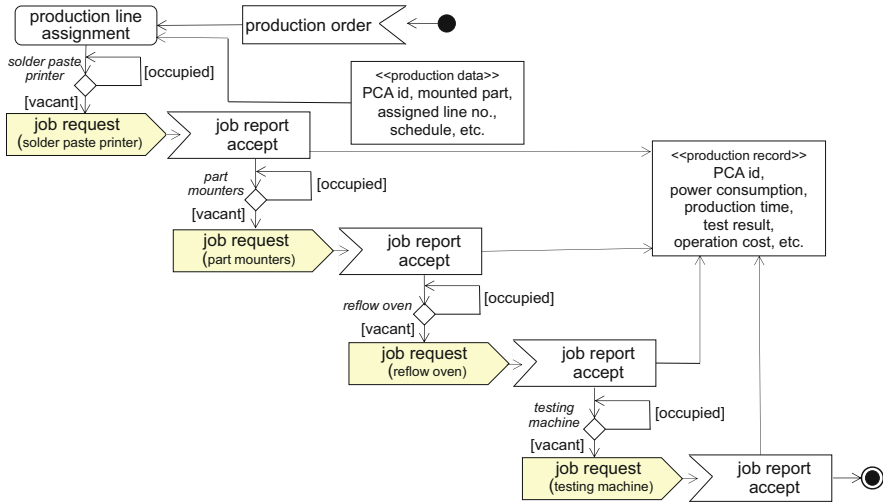 production line
assignment
production order
solder paste
printer
[occupied]
[vacant]
<<production data>>
PCA id, mounted part,
assigned line no.,
schedule, etc.
job request
(solder paste printer)
job report
accept
<<production record>>
PCA id,
power consumption,
production time,
test result,
operation cost, etc.
part
mounters
[occupied]
[vacant]
job request
(part mounters)
job report
accept
reflow oven
[occupied]
[vacant]
job request
(reflow oven)
job report
accept
testing
machine
[occupied]
[vacant]
job request
(testing machine)
job report
accept